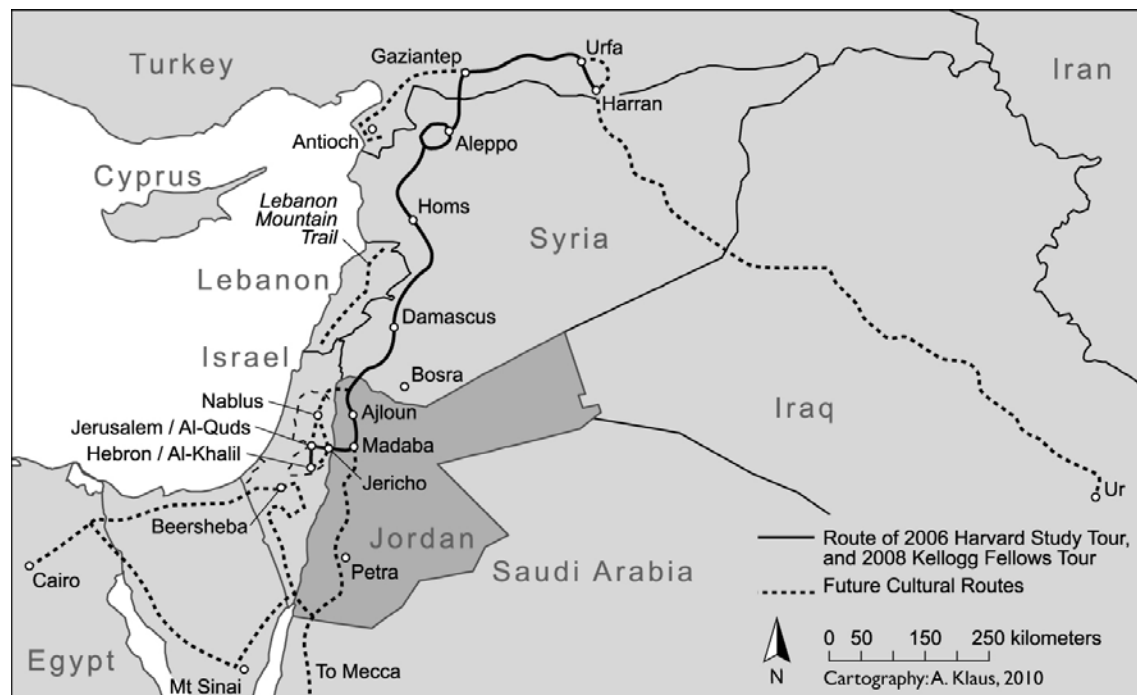 Turkey
Gaziantep
Urfa
Iran
Harran
Antioch
Aleppo
Cyprus
Lebanon
Mountain
Trail
Homs
Syria
Lebanon
Damascus
Israel
Bosra
Nablus
Ajloun
Iraq
Jerusalem / Al-Quds
Madaba
Hebron / Al-Khalil
Jericho
Ur
Beersheba
Jordan
Petra
Saudi Arabia
Cairo
Egypt
Mt Sinai
To Mecca
Route of 2006 Harvard Study Tour,
and 2008 Kellogg Fellows Tour
Future Cultural Routes
N
0 50 150 250 kilometers
Cartography: A. Klaus, 2010